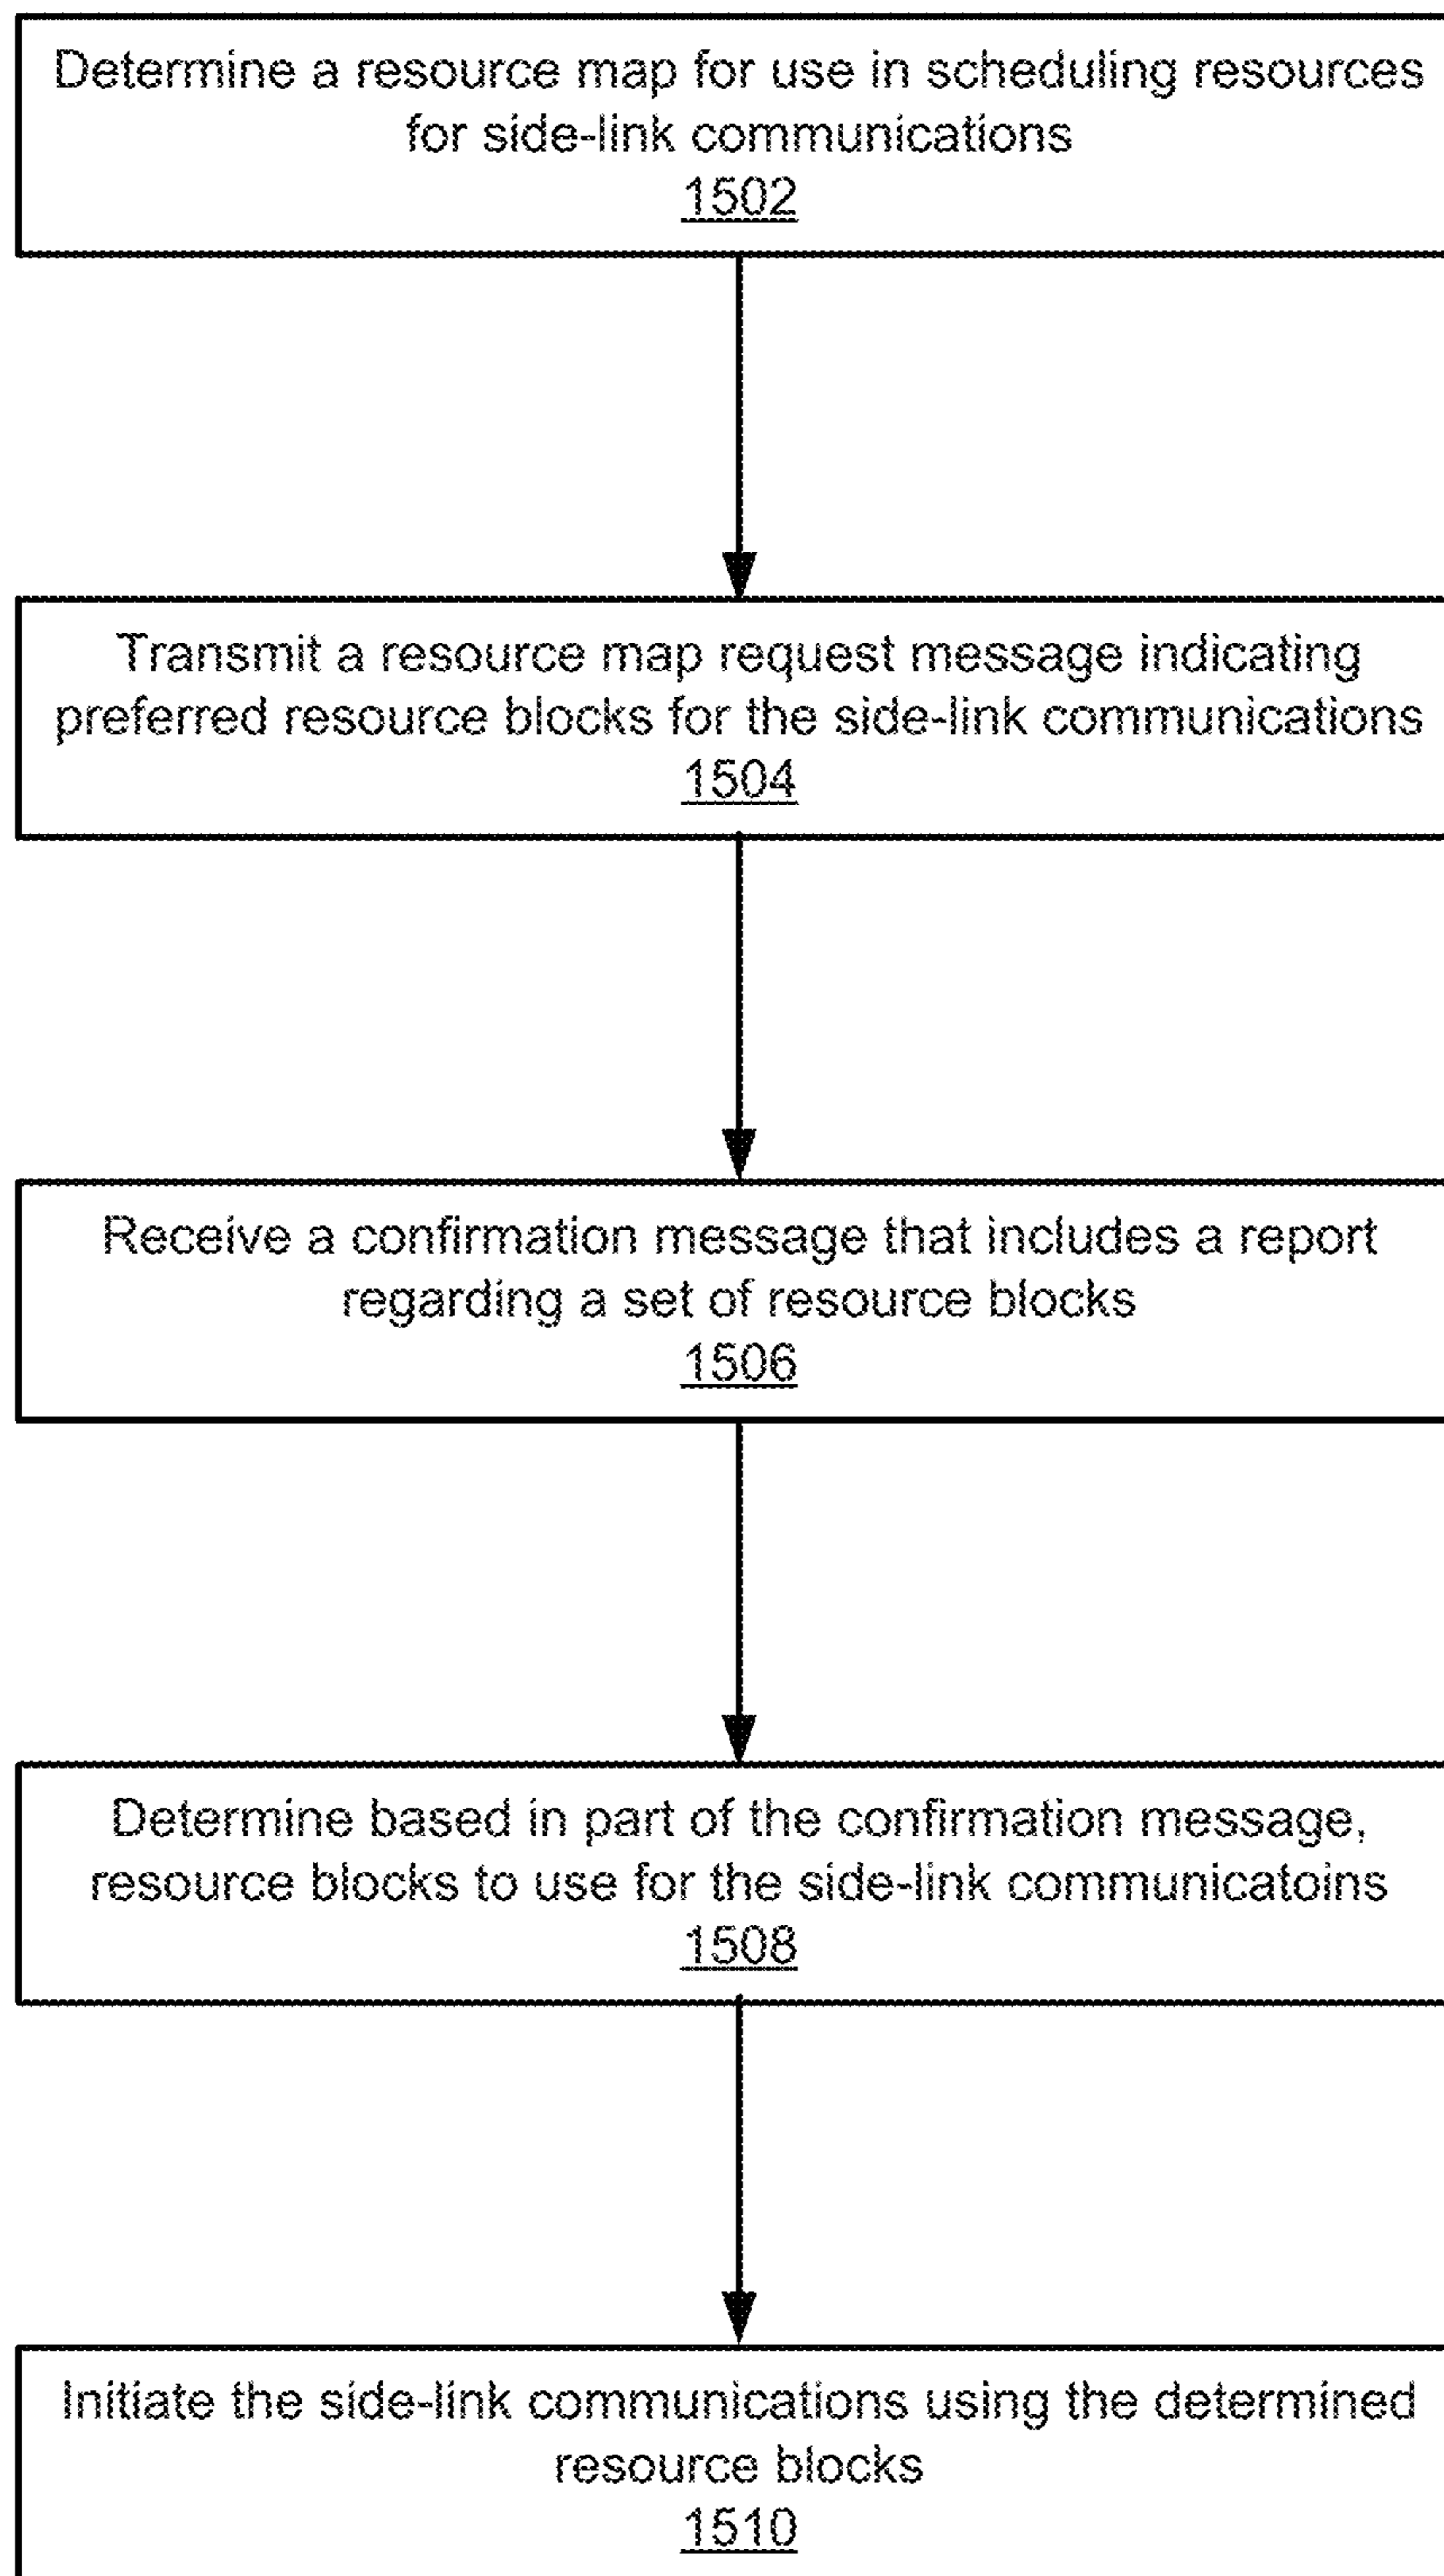 Determine a resource map for use in scheduling resources
for side-link communications
1502
Transmit a resource map request message indicating
preferred resource blocks for the side-link communications
1504
Receive a confirmation message that includes a report
regarding a set of resource blocks
1506
Determine based in part of the confirmation message,
resource blocks to use for the side-link communicatoins
1508
Initiate the side-link communications using the determined
resource blocks
1510